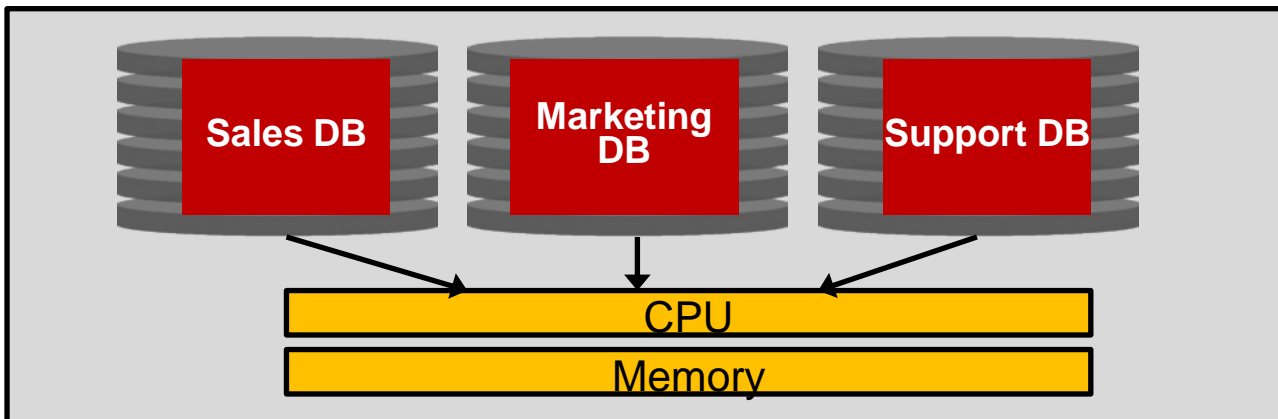 Sales DB
Marketing
DB
Support DB
CPU
Memory